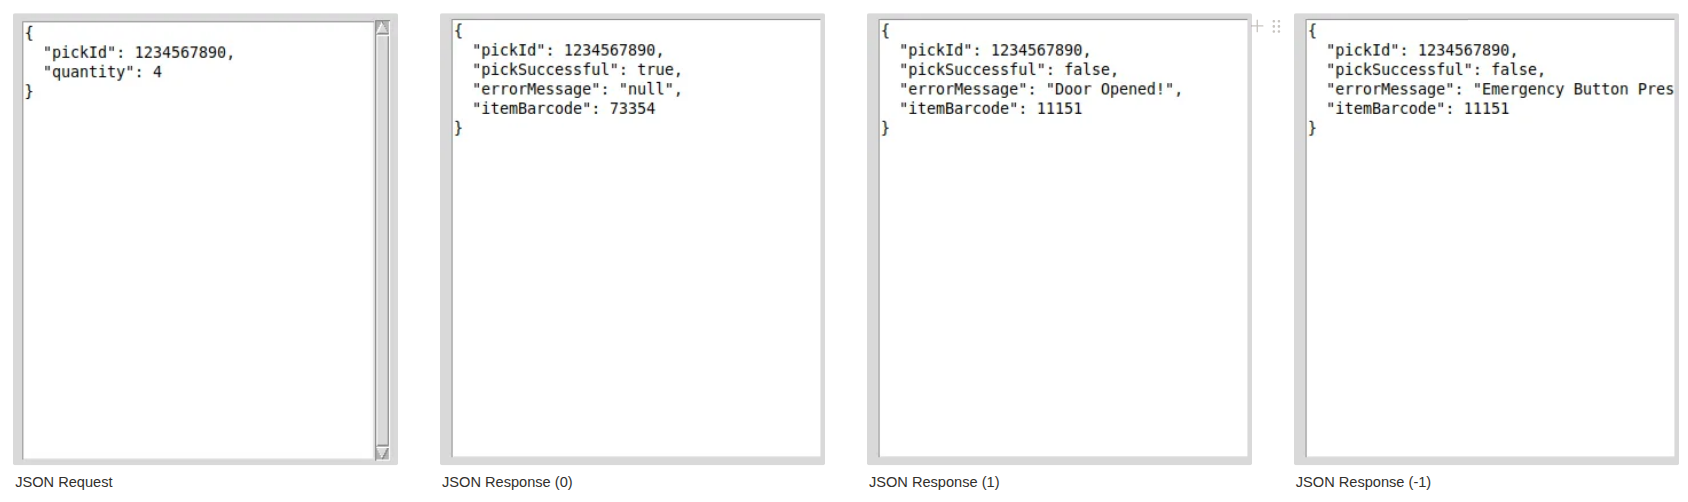 {
  "pickId": 1234567890,
  "quantity": 4
}
JSON Request
{
  "pickId": 1234567890,
  "pickSuccessful": true,
  "errorMessage": "null",
  "itemBarcode": 73354
}
JSON Response (0)
{
  "pickId": 1234567890,
  "pickSuccessful": false,
  "errorMessage": "Door Opened!",
  "itemBarcode": 11151
}
JSON Response (1)
{
  "pickId": 1234567890,
  "pickSuccessful": false,
  "errorMessage": "Emergency Button Pres
  "itemBarcode": 11151
}
JSON Response (-1)